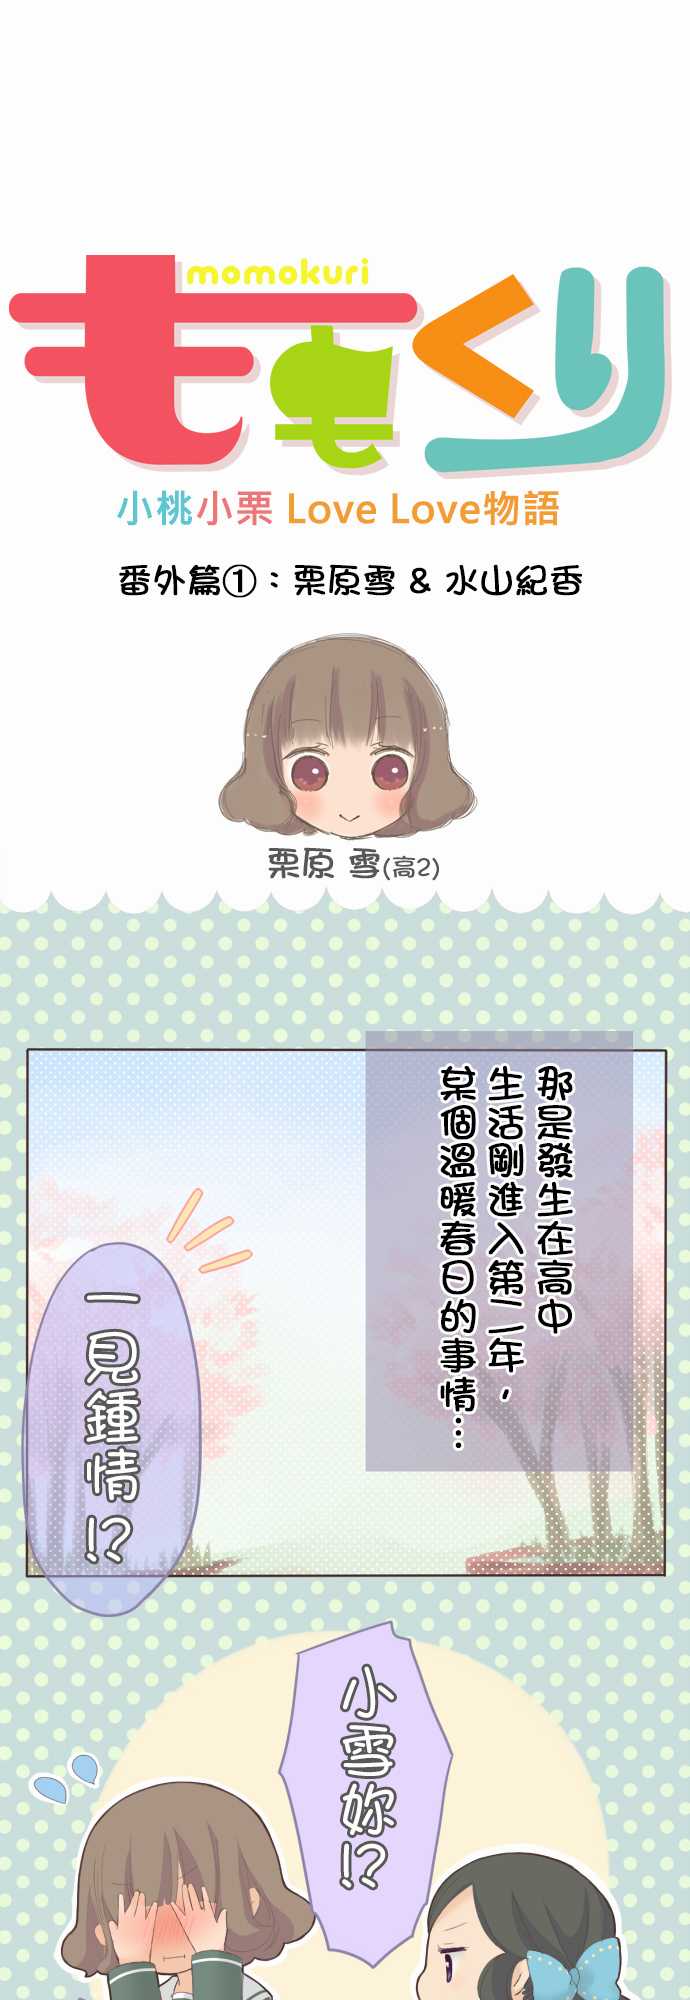 momokuri
ももくり
小桃小栗 Love Love物語
番外篇①：栗原雪 & 水山紀香
栗原 雪(高2)
那是發生在高中
生活剛進入第二年，
某個溫暖春日的事情…
一見鍾情!?
小雪妳!?